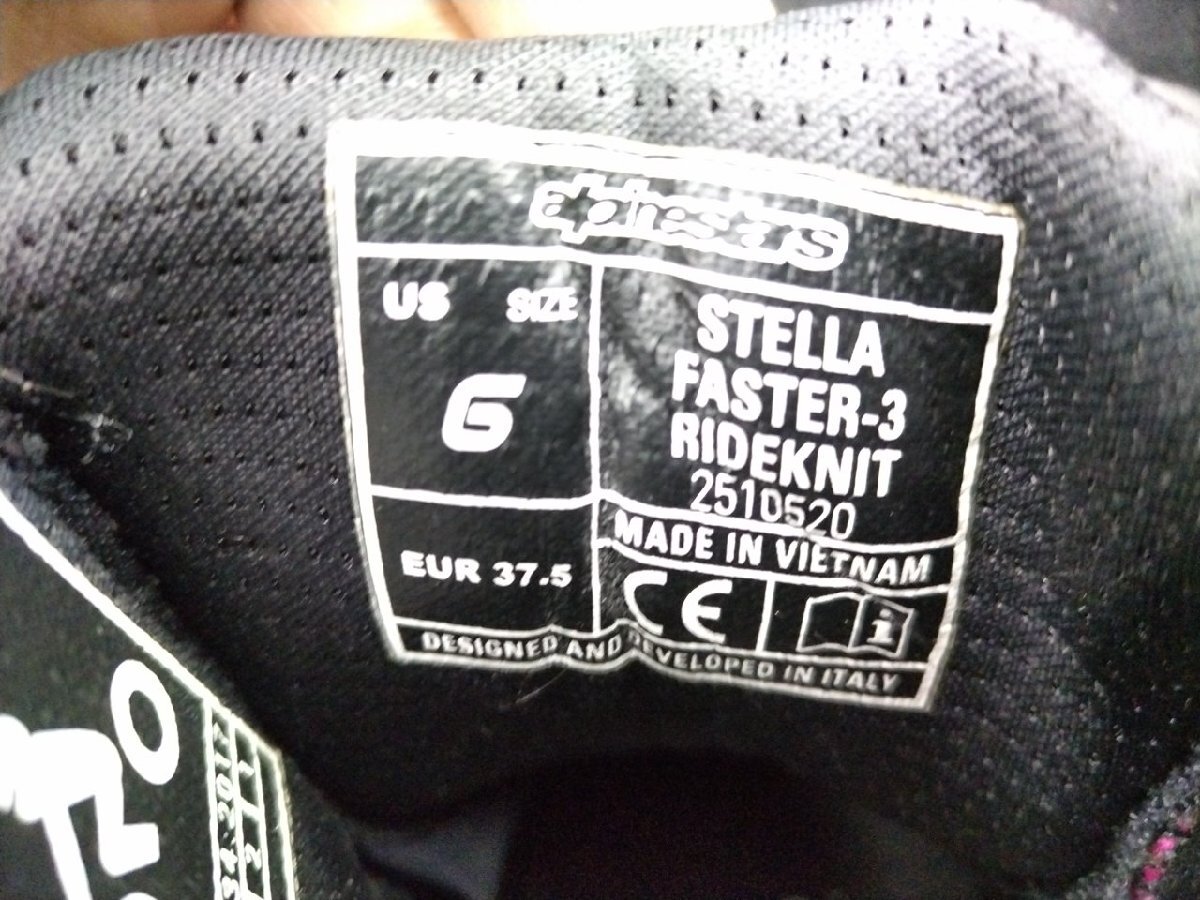 alpinestars
US SIZE
6
EUR 37.5
STELLA
FASTER-3
RIDEKNIT
2510520
MADE IN VIETNAM
CE
i
DESIGNED AND DEVELOPED IN ITALY